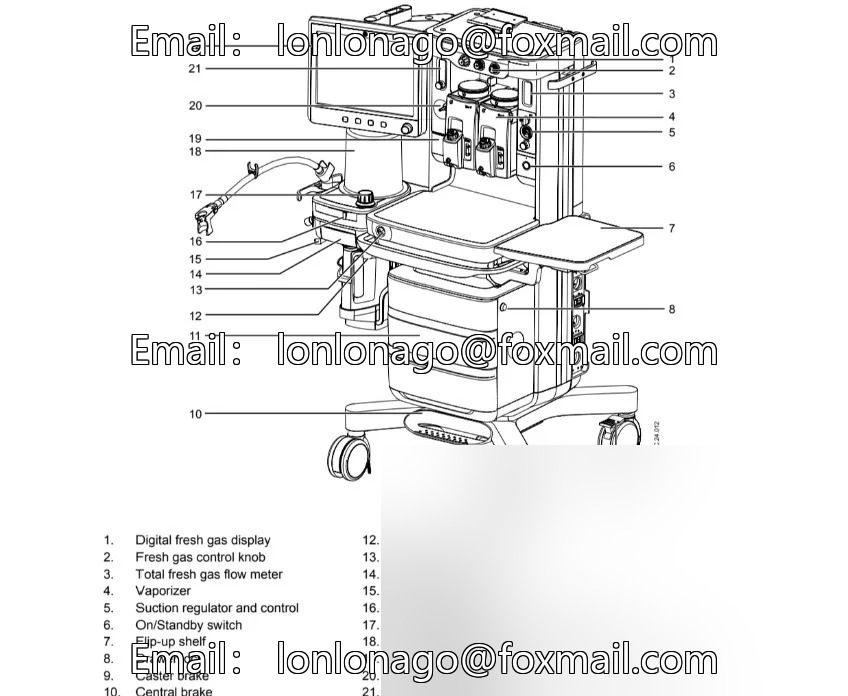 Email： lonlonago@foxmail.com
1
21
2
3
20
4
5
19
18
6
17
7
16
15
14
13
8
12
11
Email： lonlonago@foxmail.com
10
1. Digital fresh gas display 12.
2. Fresh gas control knob 13.
3. Total fresh gas flow meter 14.
4. Vaporizer 15.
5. Suction regulator and control 16.
6. On/Standby switch 17.
7. Flip-up shelf 18.
8.
Email： lonlonago@foxmail.com
9. Caster brake 20.
10. Central brake 21.